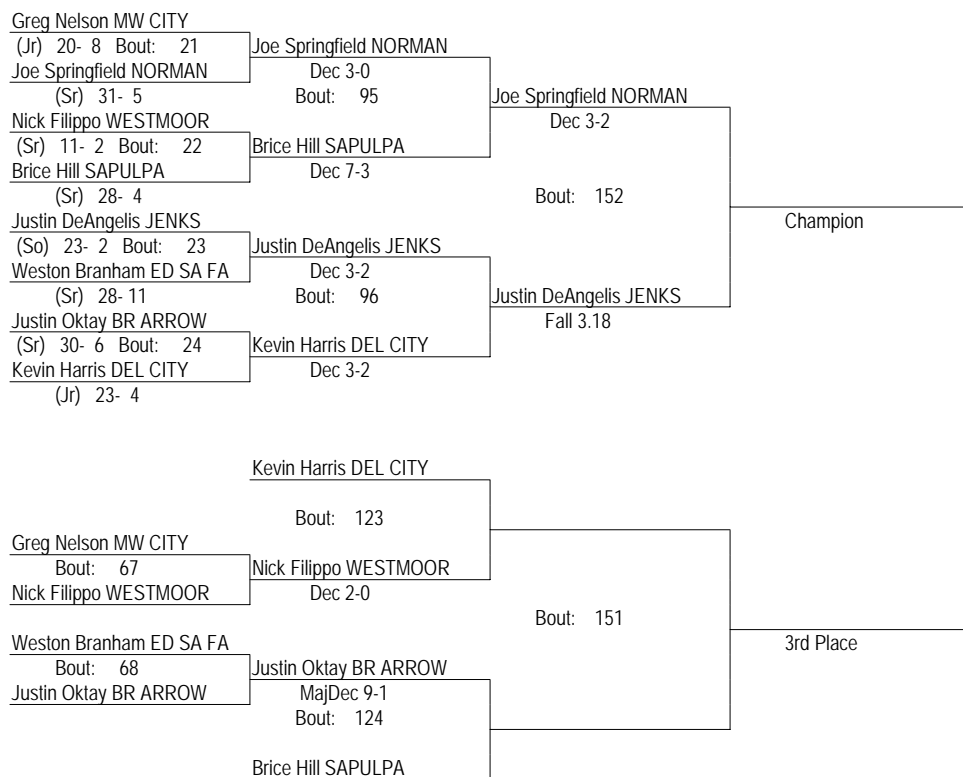 Greg Nelson MW CITY
(Jr) 20- 8 Bout: 21
Joe Springfield NORMAN
Joe Springfield NORMAN
Dec 3-0
(Sr) 31- 5
Bout: 95
Joe Springfield NORMAN
Nick Filippo WESTMOOR
Dec 3-2
(Sr) 11- 2 Bout: 22
Brice Hill SAPULPA
Brice Hill SAPULPA
Dec 7-3
(Sr) 28- 4
Bout: 152
Justin DeAngelis JENKS
Champion
(So) 23- 2 Bout: 23
Justin DeAngelis JENKS
Weston Branham ED SA FA
Dec 3-2
(Sr) 28- 11
Bout: 96
Justin DeAngelis JENKS
Justin Oktay BR ARROW
Fall 3.18
(Sr) 30- 6 Bout: 24
Kevin Harris DEL CITY
Kevin Harris DEL CITY
Dec 3-2
(Jr) 23- 4
Kevin Harris DEL CITY
Bout: 123
Greg Nelson MW CITY
Bout: 67
Nick Filippo WESTMOOR
Nick Filippo WESTMOOR
Dec 2-0
Bout: 151
Weston Branham ED SA FA
3rd Place
Bout: 68
Justin Oktay BR ARROW
Justin Oktay BR ARROW
MajDec 9-1
Bout: 124
Brice Hill SAPULPA